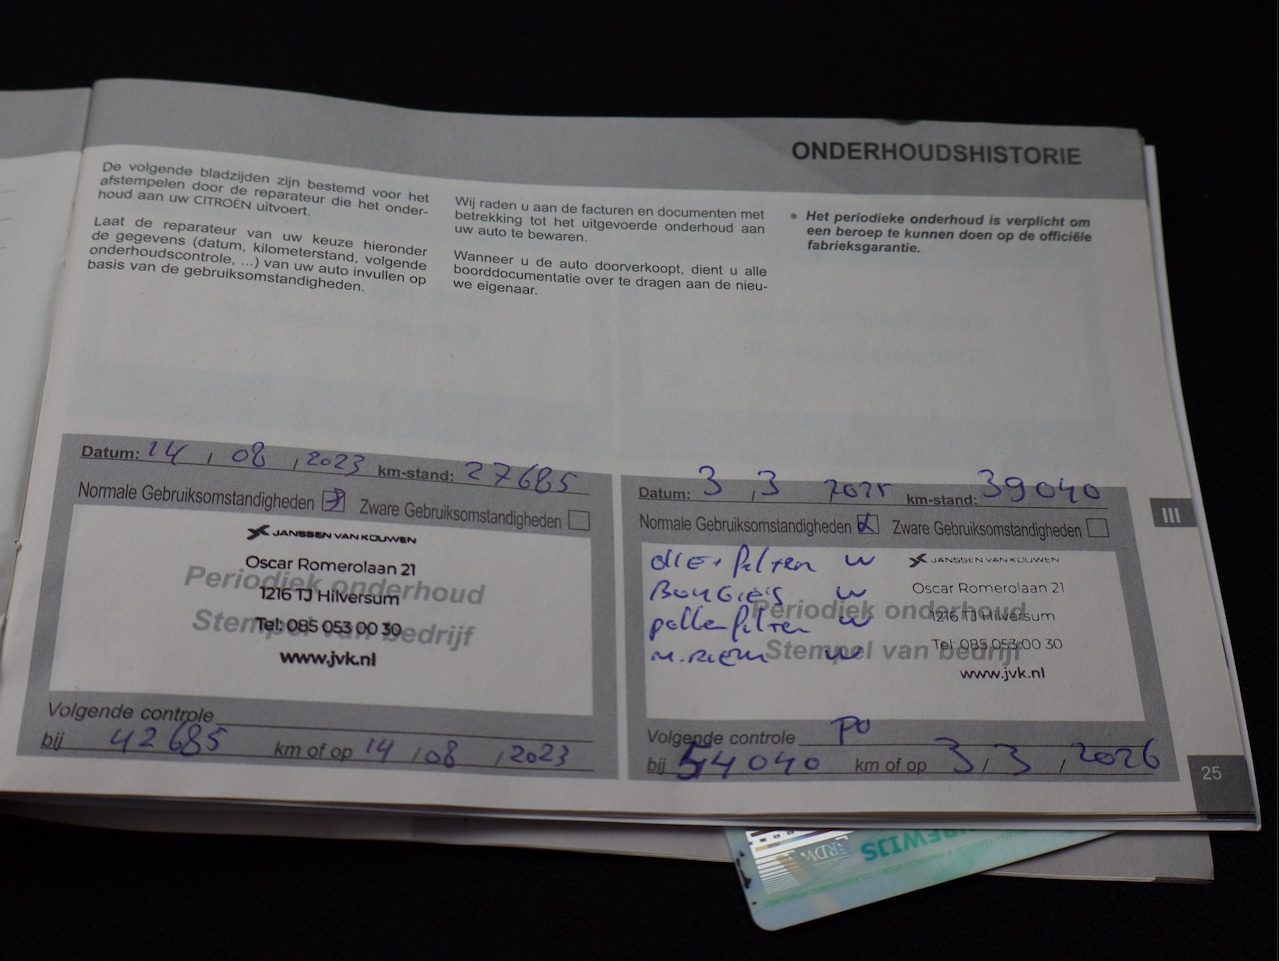 ONDERHOUDSHISTORIE
De volgende bladzijden zijn bestemd voor het
afstempelen door de reparateur die het onder-
houd aan uw CITROËN uitvoert.
Laat de reparateur van uw keuze hieronder
de gegevens (datum, kilometerstand, volgende
onderhoudscontrole, ...) van uw auto invullen op
basis van de gebruiksomstandigheden.
Wij raden u aan de facturen en documenten met
betrekking tot het uitgevoerde onderhoud aan
uw auto te bewaren.
Wanneer u de auto doorverkoopt, dient u alle
boorddocumentatie over te dragen aan de nieu-
we eigenaar.
• Het periodieke onderhoud is verplicht om
een beroep te kunnen doen op de officiële
fabrieksgarantie.
Datum: 14 , 08 , 2023 km-stand: 27685
Normale Gebruiksomstandigheden Zware Gebruiksomstandigheden
JANSSEN VAN KOUWEN
Oscar Romerolaan 21
Periodiek onderhoud
1216 TJ Hilversum
Stempel van bedrijf
Tel: 085 053 00 30
www.jvk.nl
Volgende controle
bij 42685 km of op 14 / 08 , 2023
Datum: 3 , 3 2025 km-stand: 39040
Normale Gebruiksomstandigheden Zware Gebruiksomstandigheden
olie + filter w
Bougies w
pollenfilter w
m.riem w
JANSSEN VAN KOUWEN
Oscar Romerolaan 21
Periodiek onderhoud
1216 TJ Hilversum
Stempel van bedrijf
Tel: 085 053 00 30
www.jvk.nl
Volgende controle PO
bij 54040 km of op 3 / 3 , 2026
III
25
RDW